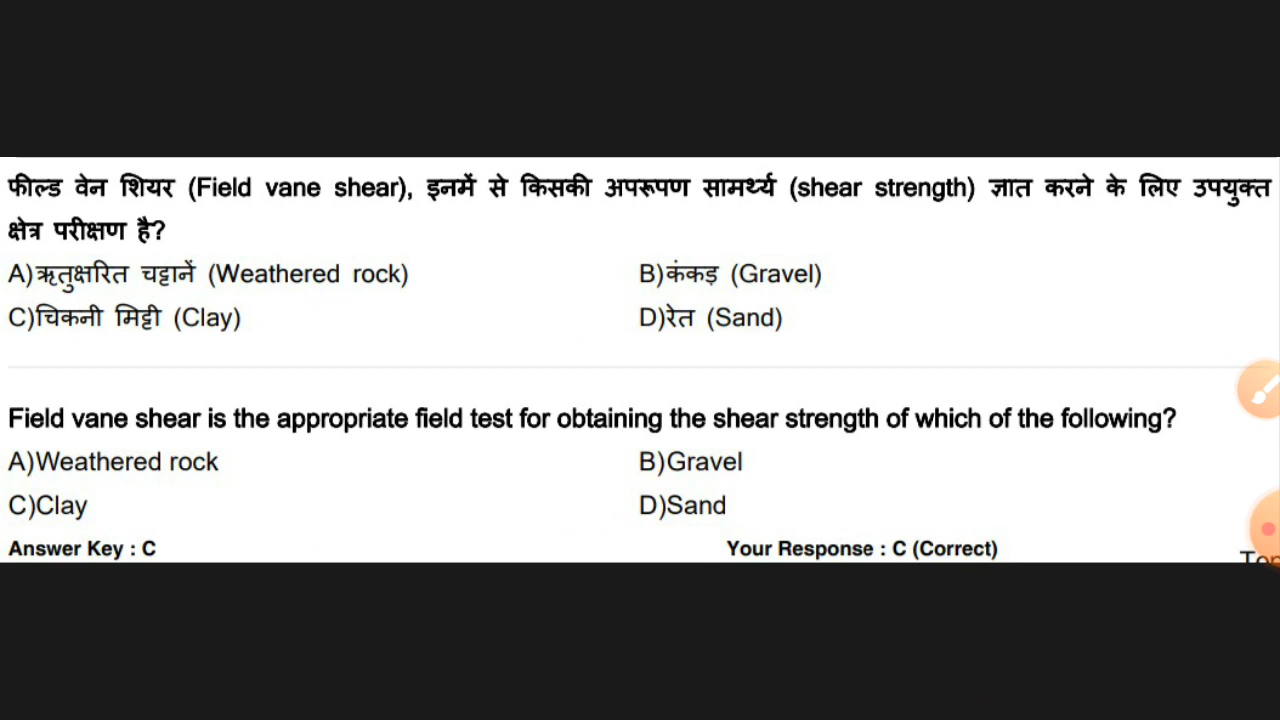 फील्ड वेन शियर (Field vane shear), इनमें से किसकी अपरूपण सामर्थ्य (shear strength) ज्ञात करने के लिए उपयुक्त
क्षेत्र परीक्षण है?
A)ऋतुक्षरित चट्टानें (Weathered rock) B)कंकड़ (Gravel)
C)चिकनी मिट्टी (Clay) D)रेत (Sand)
Field vane shear is the appropriate field test for obtaining the shear strength of which of the following?
A)Weathered rock B)Gravel
C)Clay D)Sand
Answer Key : C Your Response : C (Correct)